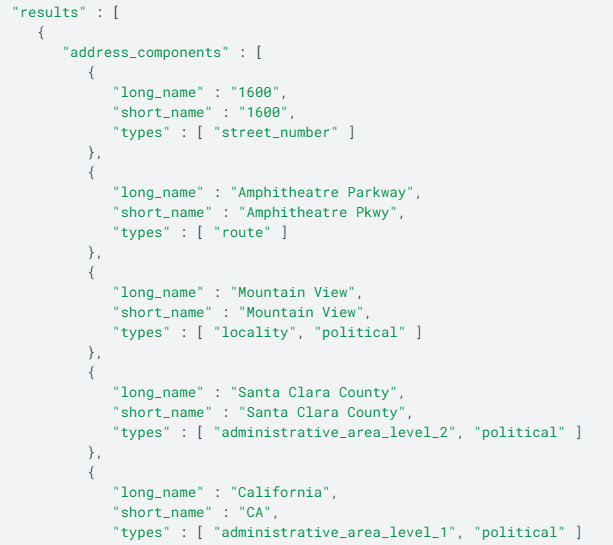 "results" : [
{
"address_components" : [
{
"long_name" : "1600",
"short_name" : "1600",
"types" : [ "street_number" ]
},
{
"long_name" : "Amphitheatre Parkway",
"short_name" : "Amphitheatre Pkwy",
"types" : [ "route" ]
},
{
"long_name" : "Mountain View",
"short_name" : "Mountain View",
"types" : [ "locality", "political" ]
},
{
"long_name" : "Santa Clara County",
"short_name" : "Santa Clara County",
"types" : [ "administrative_area_level_2", "political" ]
},
{
"long_name" : "California",
"short_name" : "CA",
"types" : [ "administrative_area_level_1", "political" ]